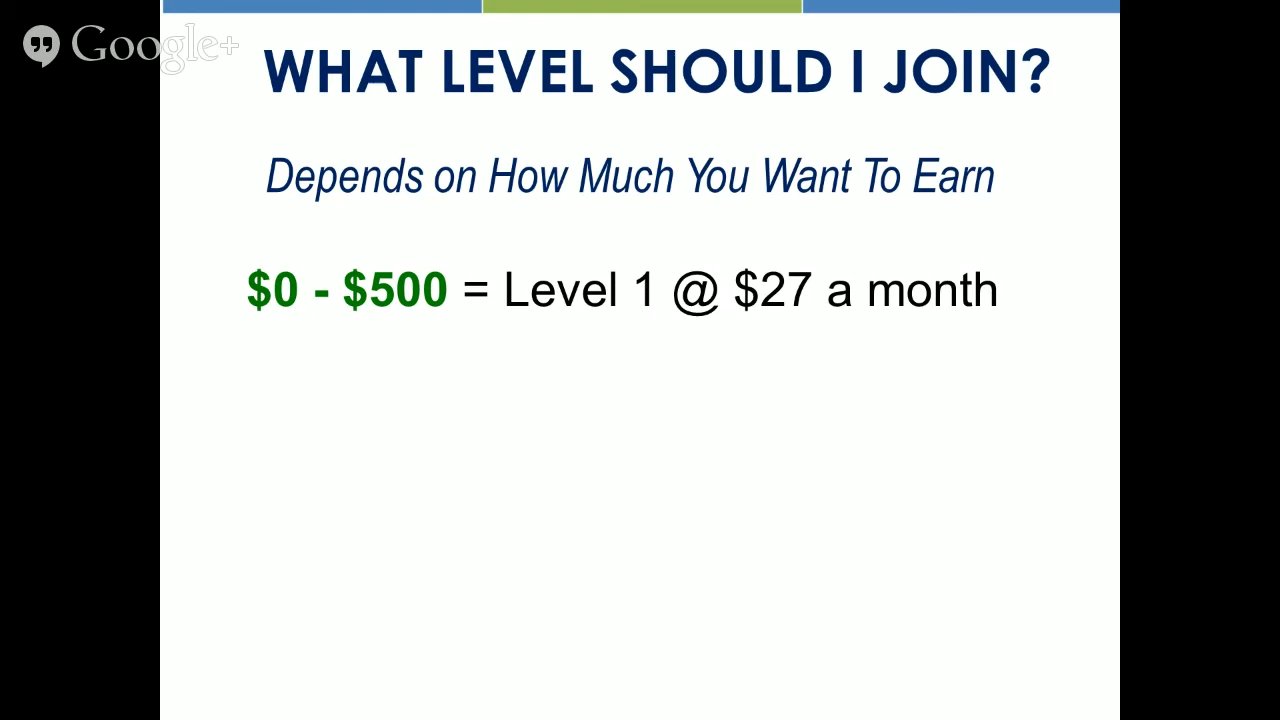 Google+
WHAT LEVEL SHOULD I JOIN?
Depends on How Much You Want To Earn
$0 - $500 = Level 1 @ $27 a month